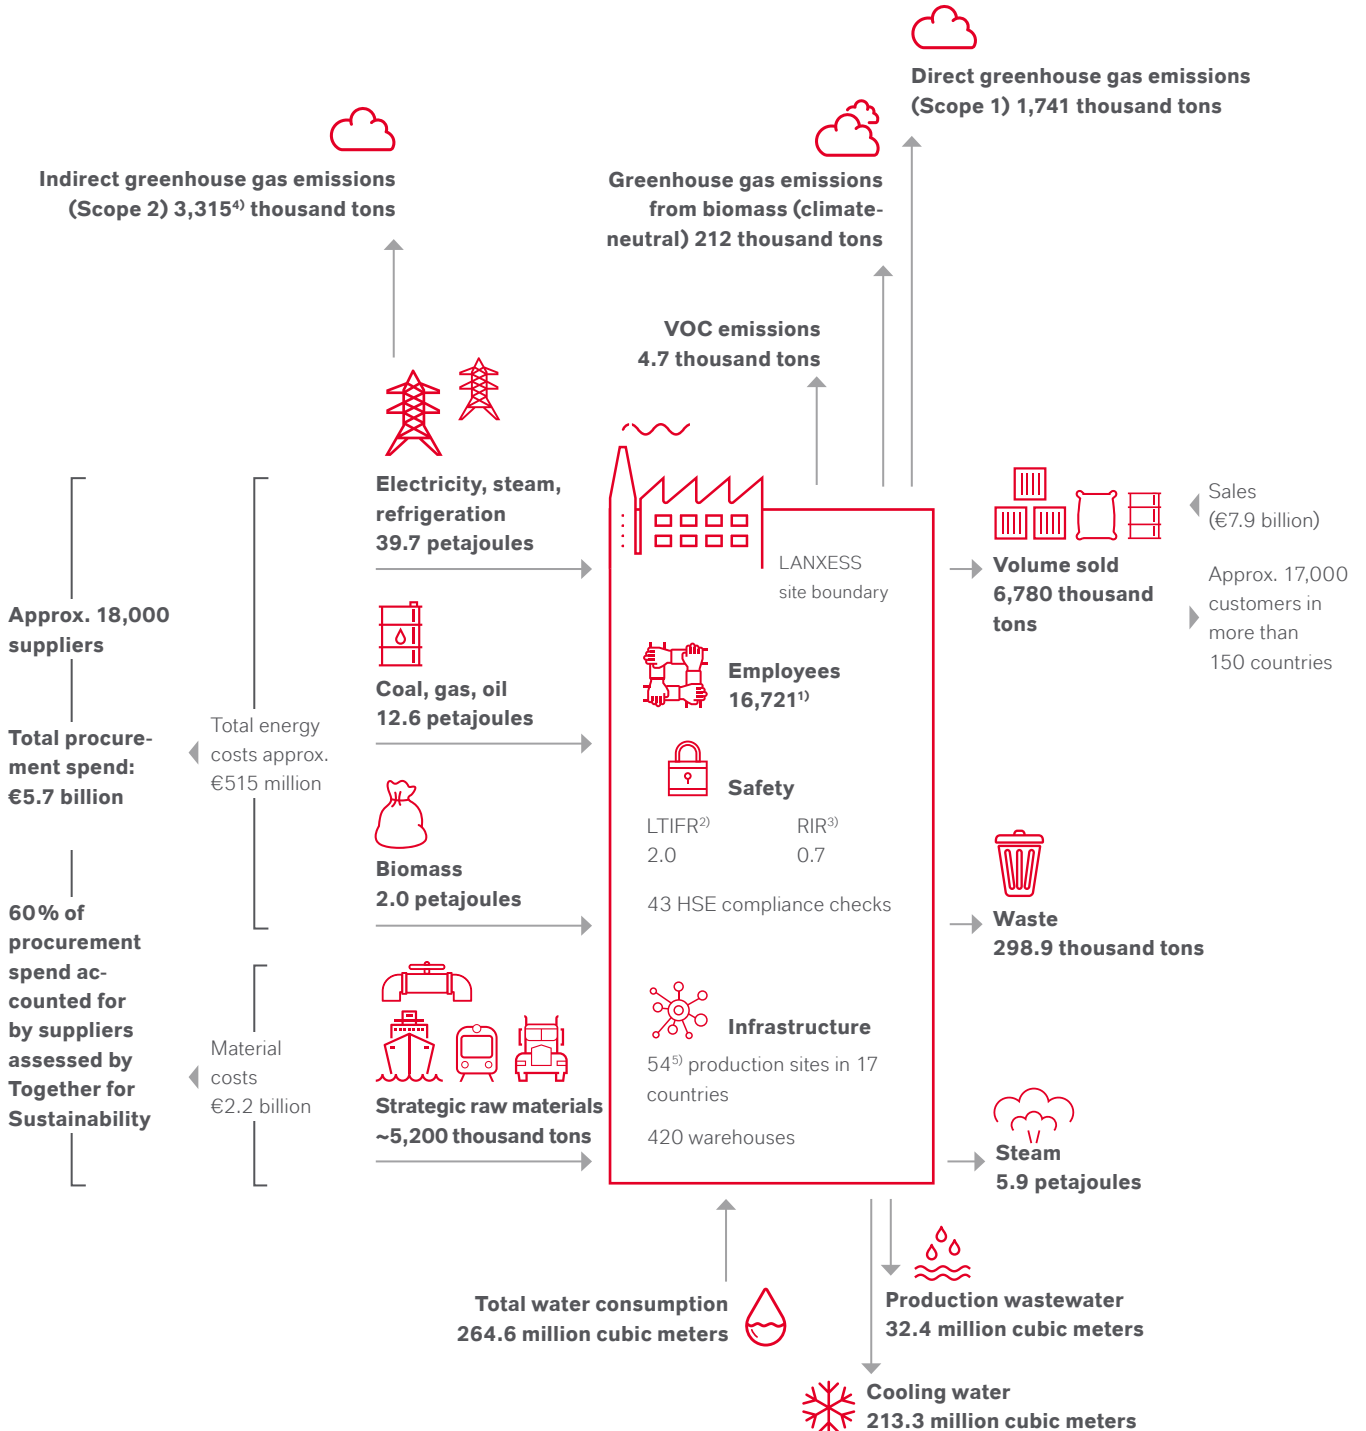 Direct greenhouse gas emissions
(Scope 1) 1,741 thousand tons
Indirect greenhouse gas emissions
(Scope 2) 3,315⁴⁾ thousand tons
Greenhouse gas emissions
from biomass (climate-
neutral) 212 thousand tons
VOC emissions
4.7 thousand tons
Approx. 18,000
suppliers
Total procure-
ment spend:
€5.7 billion
60 % of
procurement
spend ac-
counted for
by suppliers
assessed by
Together for
Sustainability
Total energy
costs approx.
€515 million
Material
costs
€2.2 billion
Electricity, steam,
refrigeration
39.7 petajoules
Coal, gas, oil
12.6 petajoules
Biomass
2.0 petajoules
Strategic raw materials
~5,200 thousand tons
LANXESS
site boundary
Employees
16,721¹⁾
Safety
LTIFR²⁾ RIR³⁾
2.0 0.7
43 HSE compliance checks
Infrastructure
54⁵⁾ production sites in 17
countries
420 warehouses
Volume sold
6,780 thousand
tons
Sales
(€7.9 billion)
Approx. 17,000
customers in
more than
150 countries
Waste
298.9 thousand tons
Steam
5.9 petajoules
Total water consumption
264.6 million cubic meters
Production wastewater
32.4 million cubic meters
Cooling water
213.3 million cubic meters